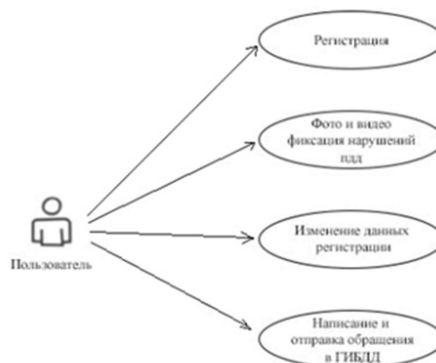 Регистрация
Фото и видео
фиксация нарушений
пдд
Пользователь
Изменение данных
регистрации
Написание и
отправка обращения
в ГИБДД